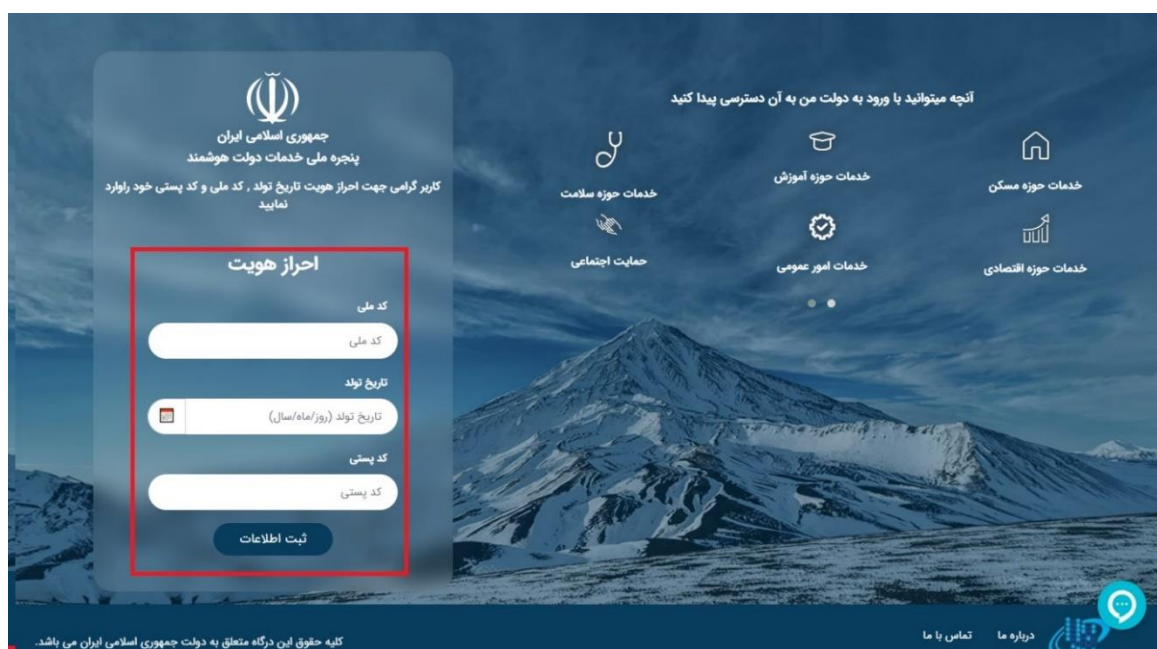 آنچه میتوانید با ورود به دولت من به آن دسترسی پیدا کنید
خدمات حوزه مسکن
خدمات حوزه آموزش
خدمات حوزه سلامت
خدمات حوزه اقتصادی
خدمات امور عمومی
حمایت اجتماعی
جمهوری اسلامی ایران
پنجره ملی خدمات دولت هوشمند
کاربر گرامی جهت احراز هویت تاریخ تولد , کد ملی و کد پستی خود راوارد
نمایید
احراز هویت
کد ملی
کد ملی
تاریخ تولد
تاریخ تولد (روز/ماه/سال)
کد پستی
کد پستی
ثبت اطلاعات
درباره ما
تماس با ما
کلیه حقوق این درگاه متعلق به دولت جمهوری اسلامی ایران می باشد.